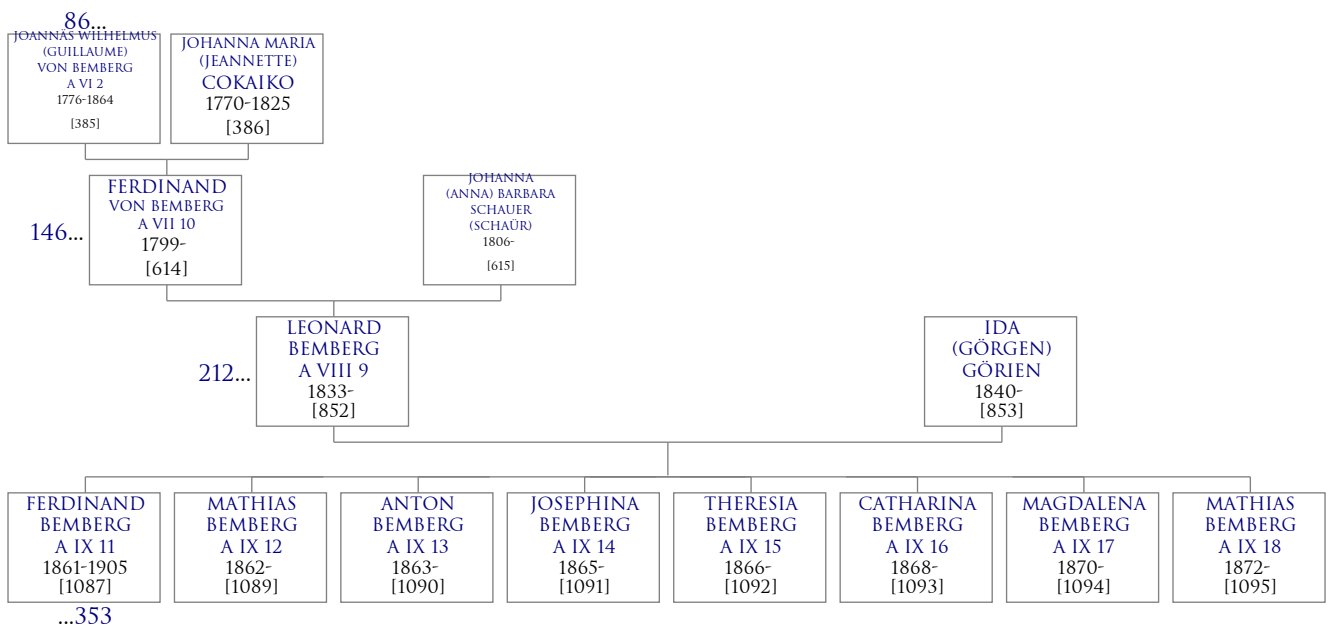 86...
JOANNÄS WILHELMUS
(GUILLAUME)
VON BEMBERG
A VI 2
1776-1864
[385]
JOHANNA MARIA
(JEANNETTE)
COKAIKO
1770-1825
[386]
146...
FERDINAND
VON BEMBERG
A VII 10
1799-
[614]
JOHANNA
(ANNA) BARBARA
SCHAUER
(SCHAÜR)
1806-
[615]
212...
LEONARD
BEMBERG
A VIII 9
1833-
[852]
IDA
(GÖRGEN)
GÖRIEN
1840-
[853]
FERDINAND
BEMBERG
A IX 11
1861-1905
[1087]
...353
MATHIAS
BEMBERG
A IX 12
1862-
[1089]
ANTON
BEMBERG
A IX 13
1863-
[1090]
JOSEPHINA
BEMBERG
A IX 14
1865-
[1091]
THERESIA
BEMBERG
A IX 15
1866-
[1092]
CATHARINA
BEMBERG
A IX 16
1868-
[1093]
MAGDALENA
BEMBERG
A IX 17
1870-
[1094]
MATHIAS
BEMBERG
A IX 18
1872-
[1095]